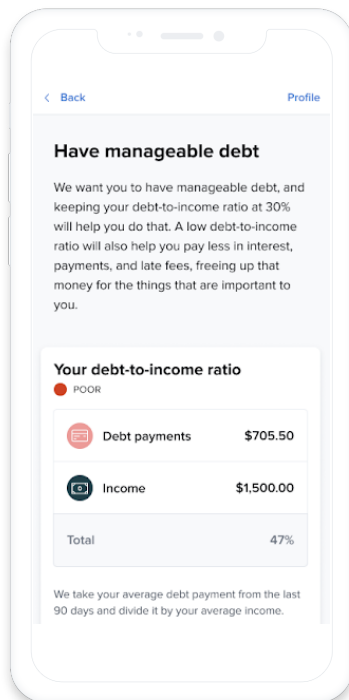 Back
Profile
Have manageable debt
We want you to have manageable debt, and
keeping your debt-to-income ratio at 30%
will help you do that. A low debt-to-income
ratio will also help you pay less in interest,
payments, and late fees, freeing up that
money for the things that are important to
you.
Your debt-to-income ratio
POOR
Debt payments $705.50
Income $1,500.00
Total 47%
We take your average debt payment from the last
90 days and divide it by your average income.